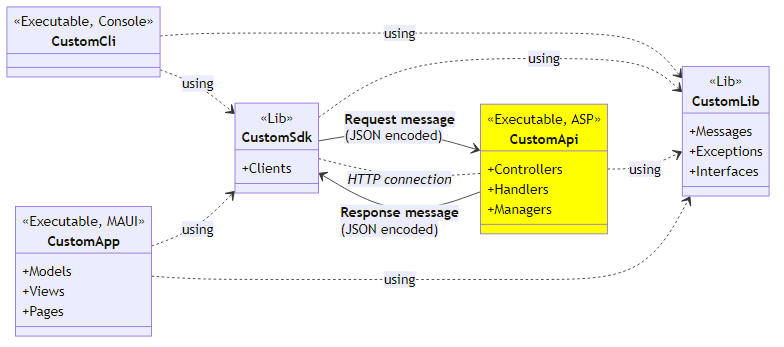 «Executable, Console»
CustomCli
using
using
using
«Lib»
CustomSdk
+Clients
Request message
(JSON encoded)
HTTP connection
Response message
(JSON encoded)
«Executable, ASP»
CustomApi
+Controllers
+Handlers
+Managers
using
«Lib»
CustomLib
+Messages
+Exceptions
+Interfaces
«Executable, MAUI»
CustomApp
+Models
+Views
+Pages
using
using